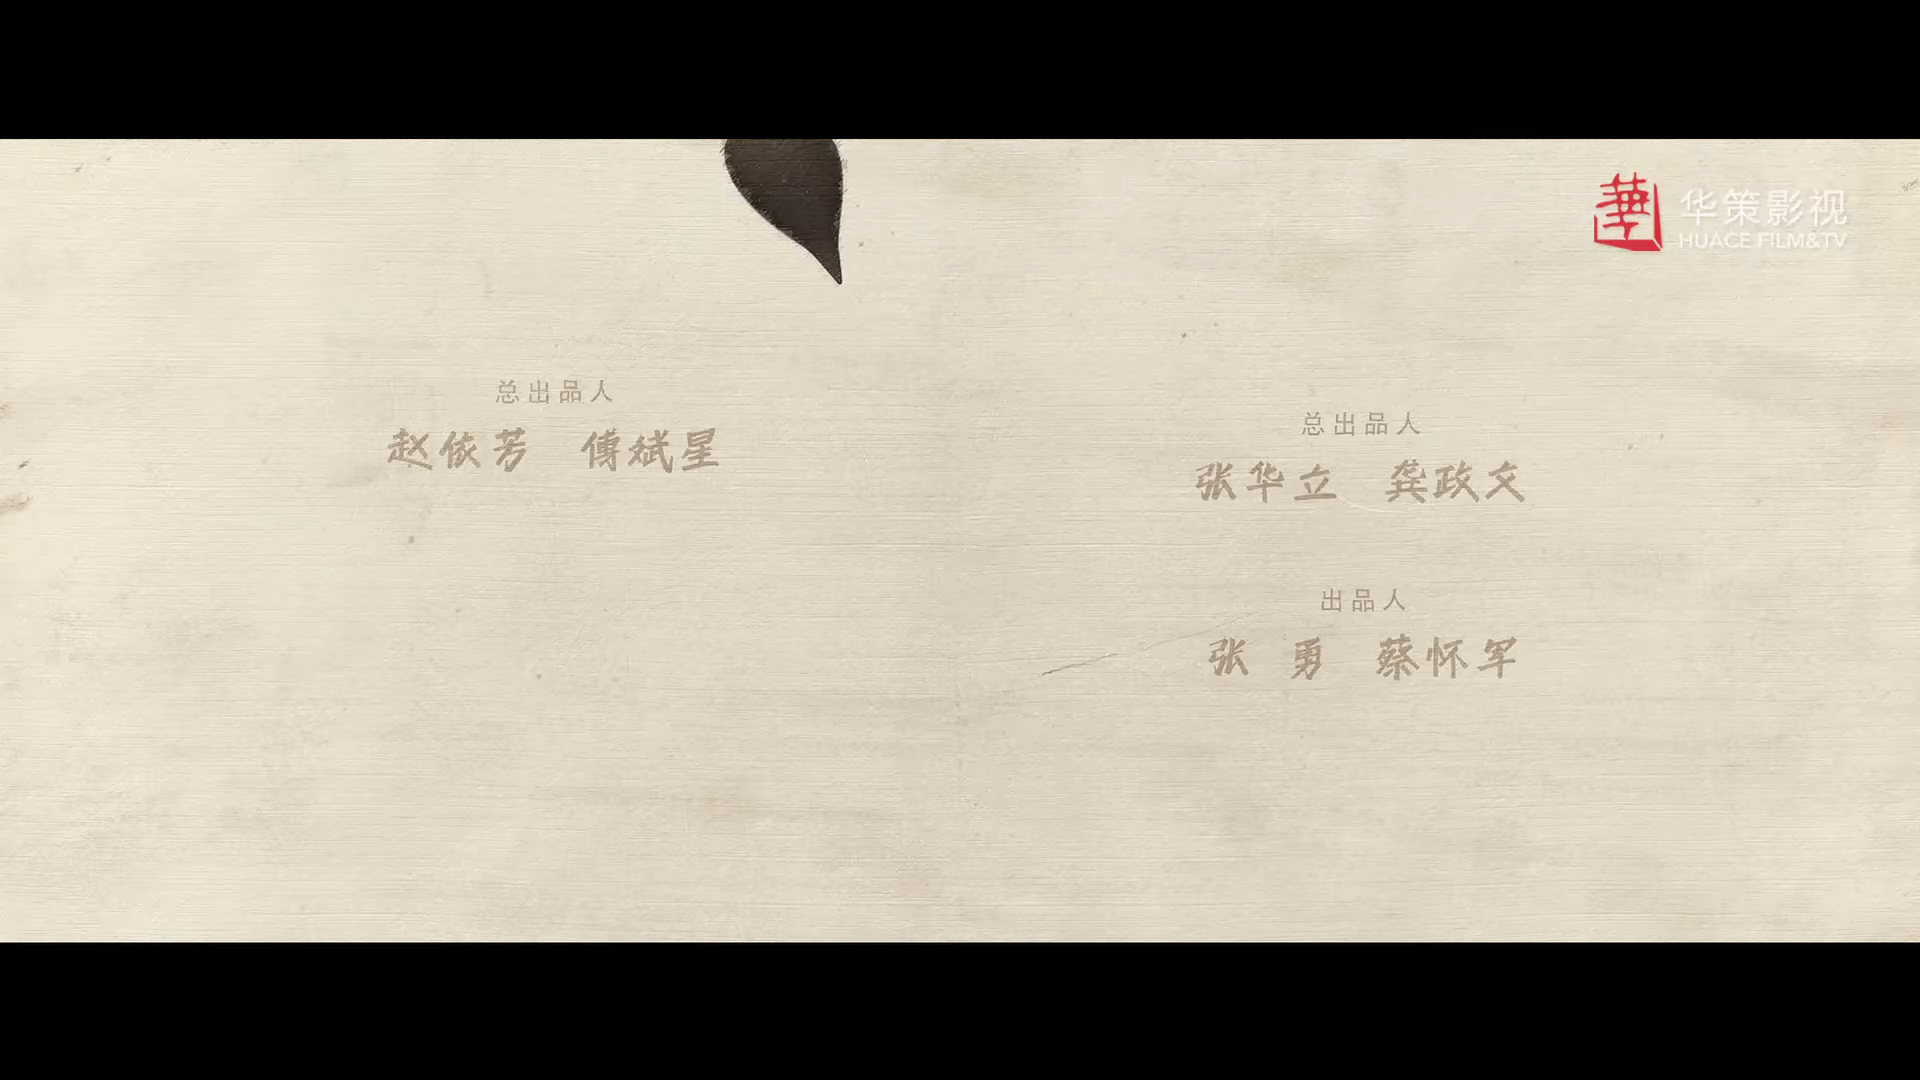 华策影视
HUACE FILM&TV
总出品人
赵依芳 傅斌星
总出品人
张华立 龚政文
出品人
张 勇 蔡怀军